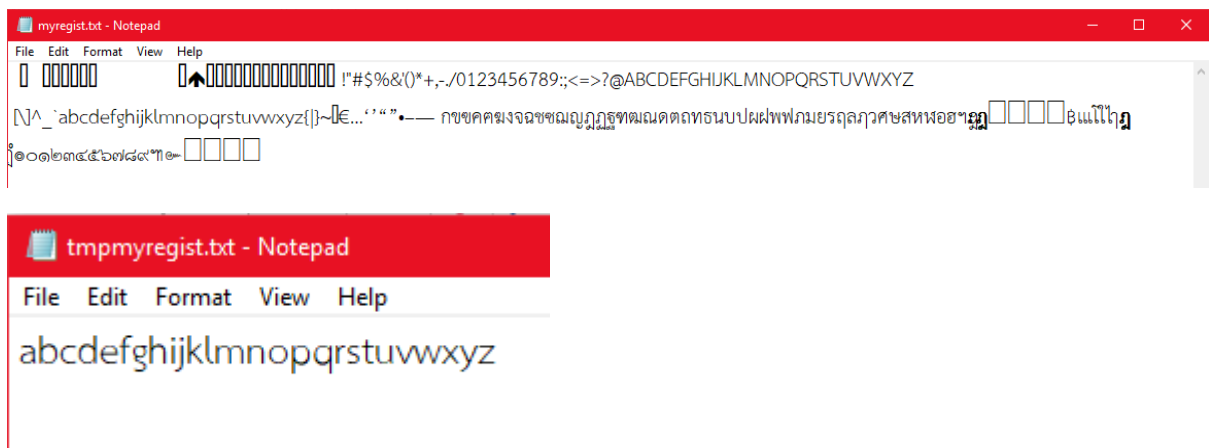 myregist.txt - Notepad
File Edit Format View Help
!"#$%&'()*+,-./0123456789:;<=>?@ABCDEFGHIJKLMNOPQRSTUVWXYZ
[\]^_`abcdefghijklmnopqrstuvwxyz{|}~€…‘’“”•–— กขฃคฅฆงจฉชซฌญฎฏฐฑฒณดตถทธนบปผฝพฟภมยรฤลฦวศษสหฬอฮฯ ฿เแโใไๅ
๏๐๑๒๓๔๕๖๗๘๙๚๛
tmpmyregist.txt - Notepad
File Edit Format View Help
abcdefghijklmnopqrstuvwxyz